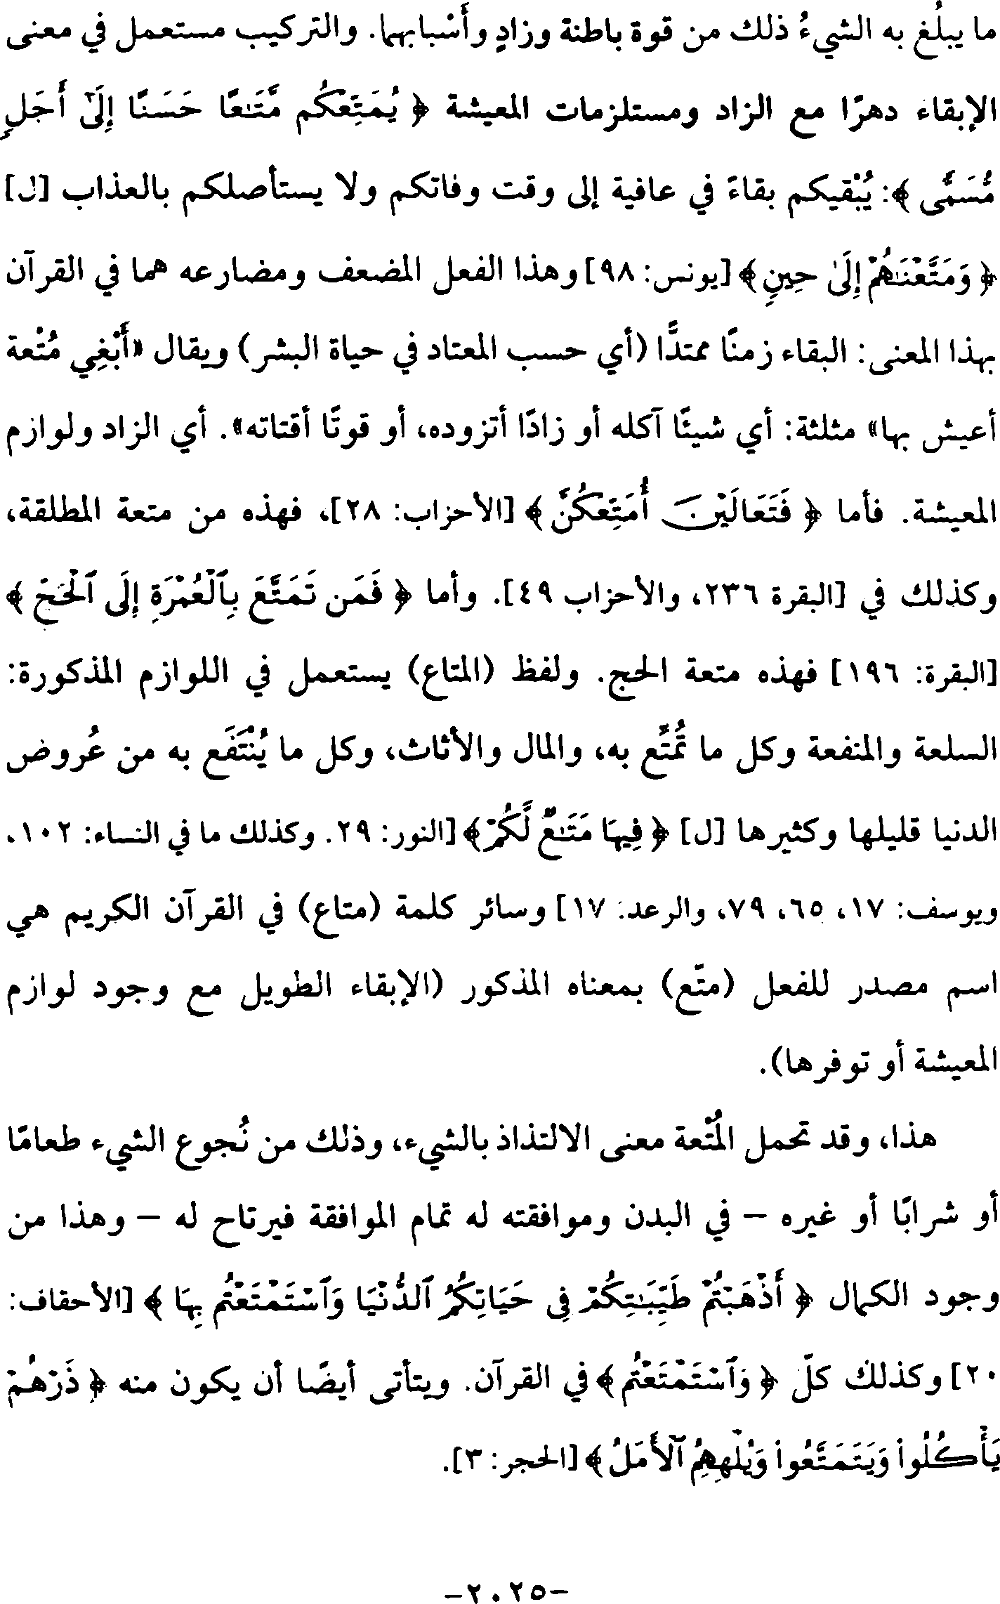 ما يبلُغ به الشيءُ ذلك من قوة باطنة وزادٍ وأَسْبابهما. والتركيب مستعمل في معنى
الإبقاء دهرًا مع الزاد ومستلزمات المعيشة ﴿ يُمَتِّعْكُم مَّتَـٰعًا حَسَنًا إِلَىٰٓ أَجَلٍ
مُّسَمًّى ﴾: يُبْقيكم بقاءً في عافية إلى وقت وفاتكم ولا يستأصلكم بالعذاب [ل]
﴿ وَمَتَّعْنَـٰهُمْ إِلَىٰ حِينٍ ﴾ [يونس: ٩٨] وهذا الفعل المضعف ومضارعه هما في القرآن
بهذا المعنى: البقاء زمنًا ممتدًّا (أي حسب المعتاد في حياة البشر) ويقال «أَبْغِي مُتْعة
أعيش بها» مثلثة: أي شيئًا آكله أو زادًا أتزوده، أو قوتًا أقتاته». أي الزاد ولوازم
المعيشة. فأما ﴿ فَتَعَالَيْنَ أُمَتِّعْكُنَّ ﴾ [الأحزاب: ٢٨]، فهذه من متعة المطلقة،
وكذلك في [البقرة ٢٣٦، والأحزاب ٤٩]. وأما ﴿ فَمَن تَمَتَّعَ بِٱلْعُمْرَةِ إِلَى ٱلْحَجِّ ﴾
[البقرة: ١٩٦] فهذه متعة الحج. ولفظ (المتاع) يستعمل في اللوازم المذكورة:
السلعة والمنفعة وكل ما تُمُتِّع به، والمال والأثاث، وكل ما يُنْتَفَع به من عُروض
الدنيا قليلها وكثيرها [ل] ﴿ فِيهَا مَتَـٰعٌ لَّكُمْ ﴾ [النور: ٢٩. وكذلك ما في النساء: ١٠٢،
ويوسف: ١٧، ٦٥، ٧٩، والرعد: ١٧] وسائر كلمة (متاع) في القرآن الكريم هي
اسم مصدر للفعل (متّع) بمعناه المذكور (الإبقاء الطويل مع وجود لوازم
المعيشة أو توفرها).
هذا، وقد تحمل المُتْعة معنى الالتذاذ بالشيء، وذلك من نُجوع الشيء طعامًا
أو شرابًا أو غيره – في البدن وموافقته له تمام الموافقة فيرتاح له – وهذا من
وجود الكمال ﴿ أَذْهَبْتُمْ طَيِّبَـٰتِكُمْ فِى حَيَاتِكُمُ ٱلدُّنْيَا وَٱسْتَمْتَعْتُم بِهَا ﴾ [الأحقاف:
٢٠] وكذلك كلّ ﴿ وَٱسْتَمْتَعْتُم ﴾ في القرآن. ويتأتى أيضًا أن يكون منه ﴿ ذَرْهُمْ
يَأْكُلُوا۟ وَيَتَمَتَّعُوا۟ وَيُلْهِهِمُ ٱلْأَمَلُ ﴾ [الحجر: ٣].
-٢٠٢٥-